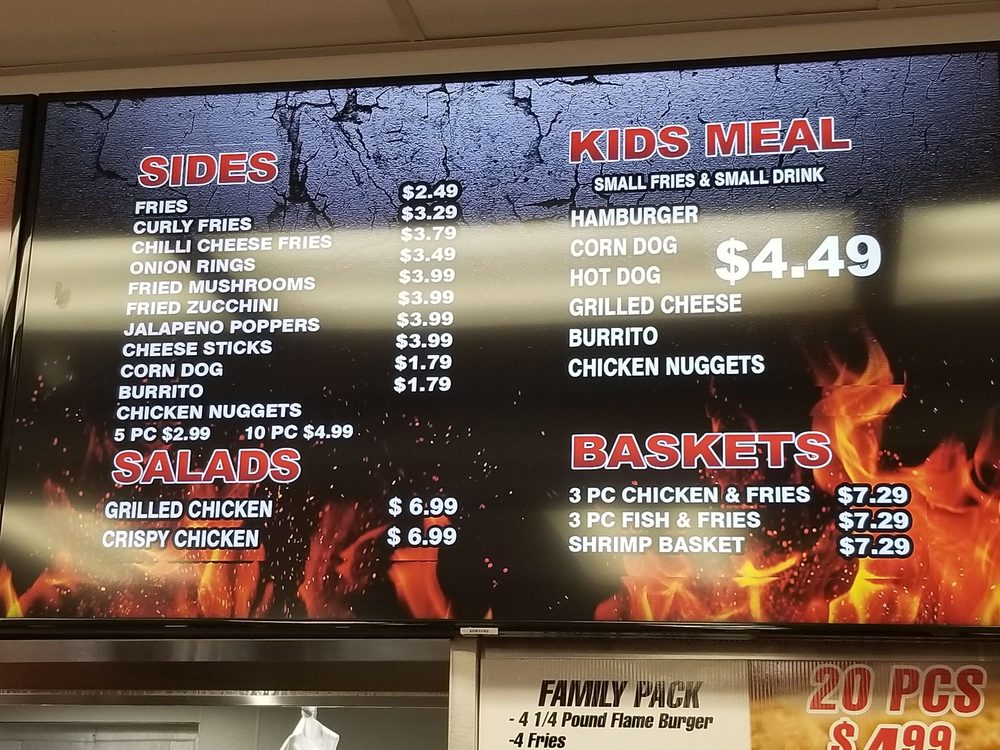 SIDES
FRIES $2.49
CURLY FRIES $3.29
CHILLI CHEESE FRIES $3.79
ONION RINGS $3.49
FRIED MUSHROOMS $3.99
FRIED ZUCCHINI $3.99
JALAPENO POPPERS $3.99
CHEESE STICKS $3.99
CORN DOG $1.79
BURRITO $1.79
CHICKEN NUGGETS
5 PC $2.99 10 PC $4.99
SALADS
GRILLED CHICKEN $ 6.99
CRISPY CHICKEN $ 6.99
KIDS MEAL
SMALL FRIES & SMALL DRINK
HAMBURGER
CORN DOG $4.49
HOT DOG
GRILLED CHEESE
BURRITO
CHICKEN NUGGETS
BASKETS
3 PC CHICKEN & FRIES $7.29
3 PC FISH & FRIES $7.29
SHRIMP BASKET $7.29
SAMSUNG
FAMILY PACK
- 4 1/4 Pound Flame Burger
-4 Fries
20 PCS
$4.99